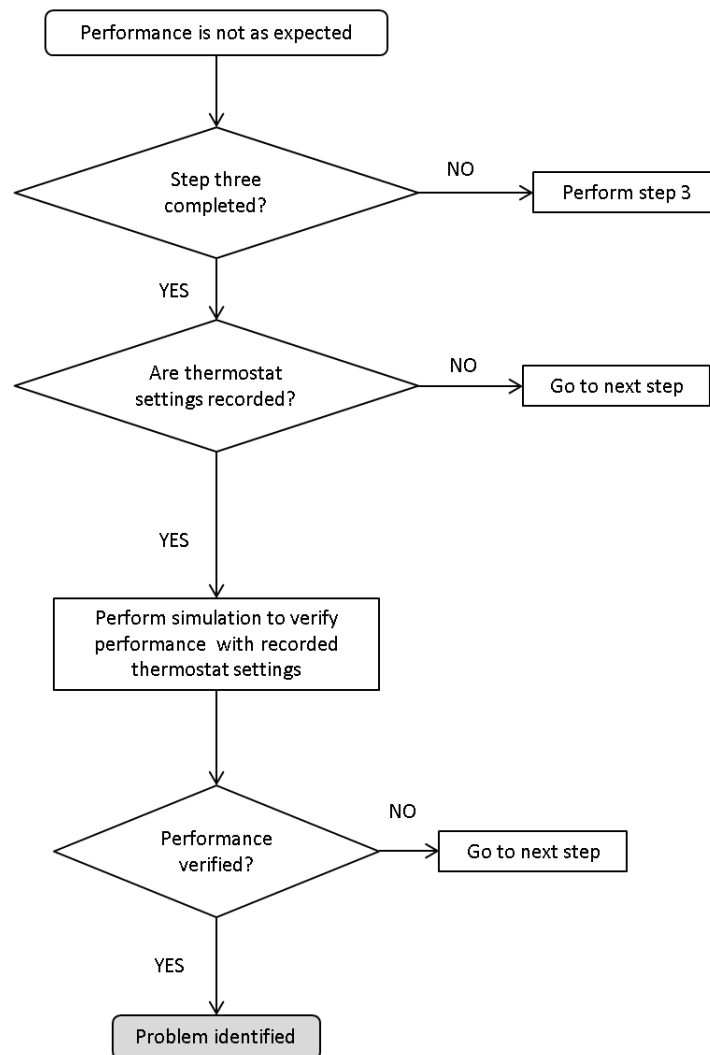 Performance is not as expected
Step three
completed?
NO
Perform step 3
YES
Are thermostat
settings recorded?
NO
Go to next step
YES
Perform simulation to verify
performance with recorded
thermostat settings
Performance
verified?
NO
Go to next step
YES
Problem identified